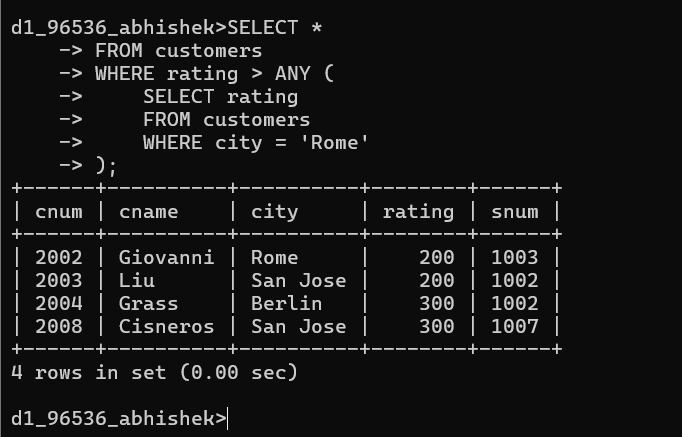 d1_96536_abhishek>SELECT *
    -> FROM customers
    -> WHERE rating > ANY (
    ->     SELECT rating
    ->     FROM customers
    ->     WHERE city = 'Rome'
    -> );
+------+----------+----------+--------+------+
| cnum | cname    | city     | rating | snum |
+------+----------+----------+--------+------+
| 2002 | Giovanni | Rome     |    200 | 1003 |
| 2003 | Liu      | San Jose |    200 | 1002 |
| 2004 | Grass    | Berlin   |    300 | 1002 |
| 2008 | Cisneros | San Jose |    300 | 1007 |
+------+----------+----------+--------+------+
4 rows in set (0.00 sec)
d1_96536_abhishek>